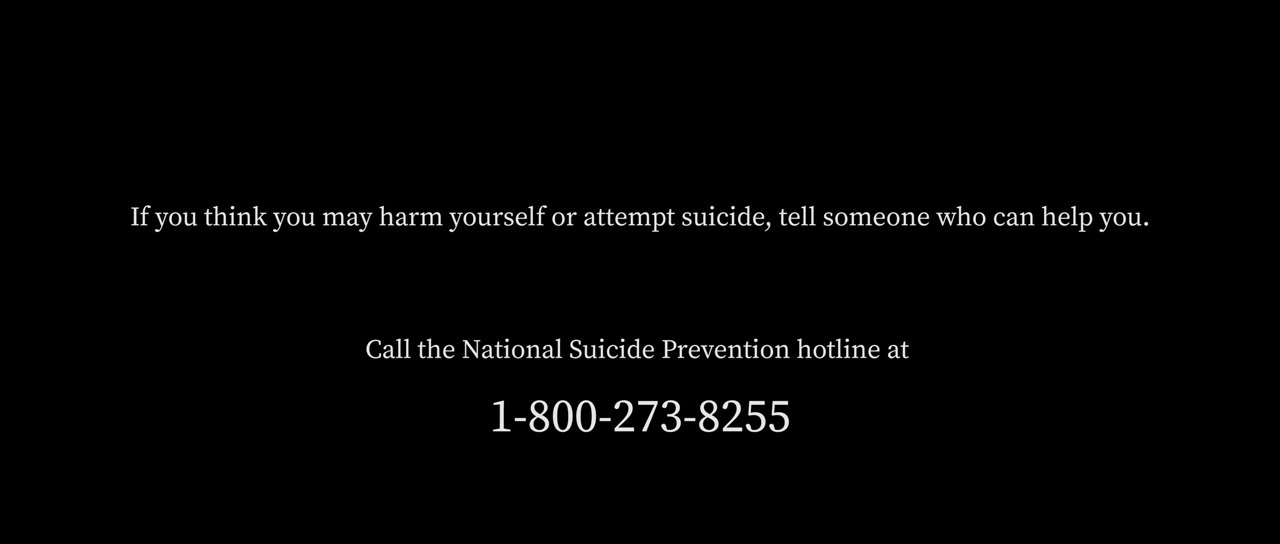 If you think you may harm yourself or attempt suicide, tell someone who can help you.
Call the National Suicide Prevention hotline at
1-800-273-8255